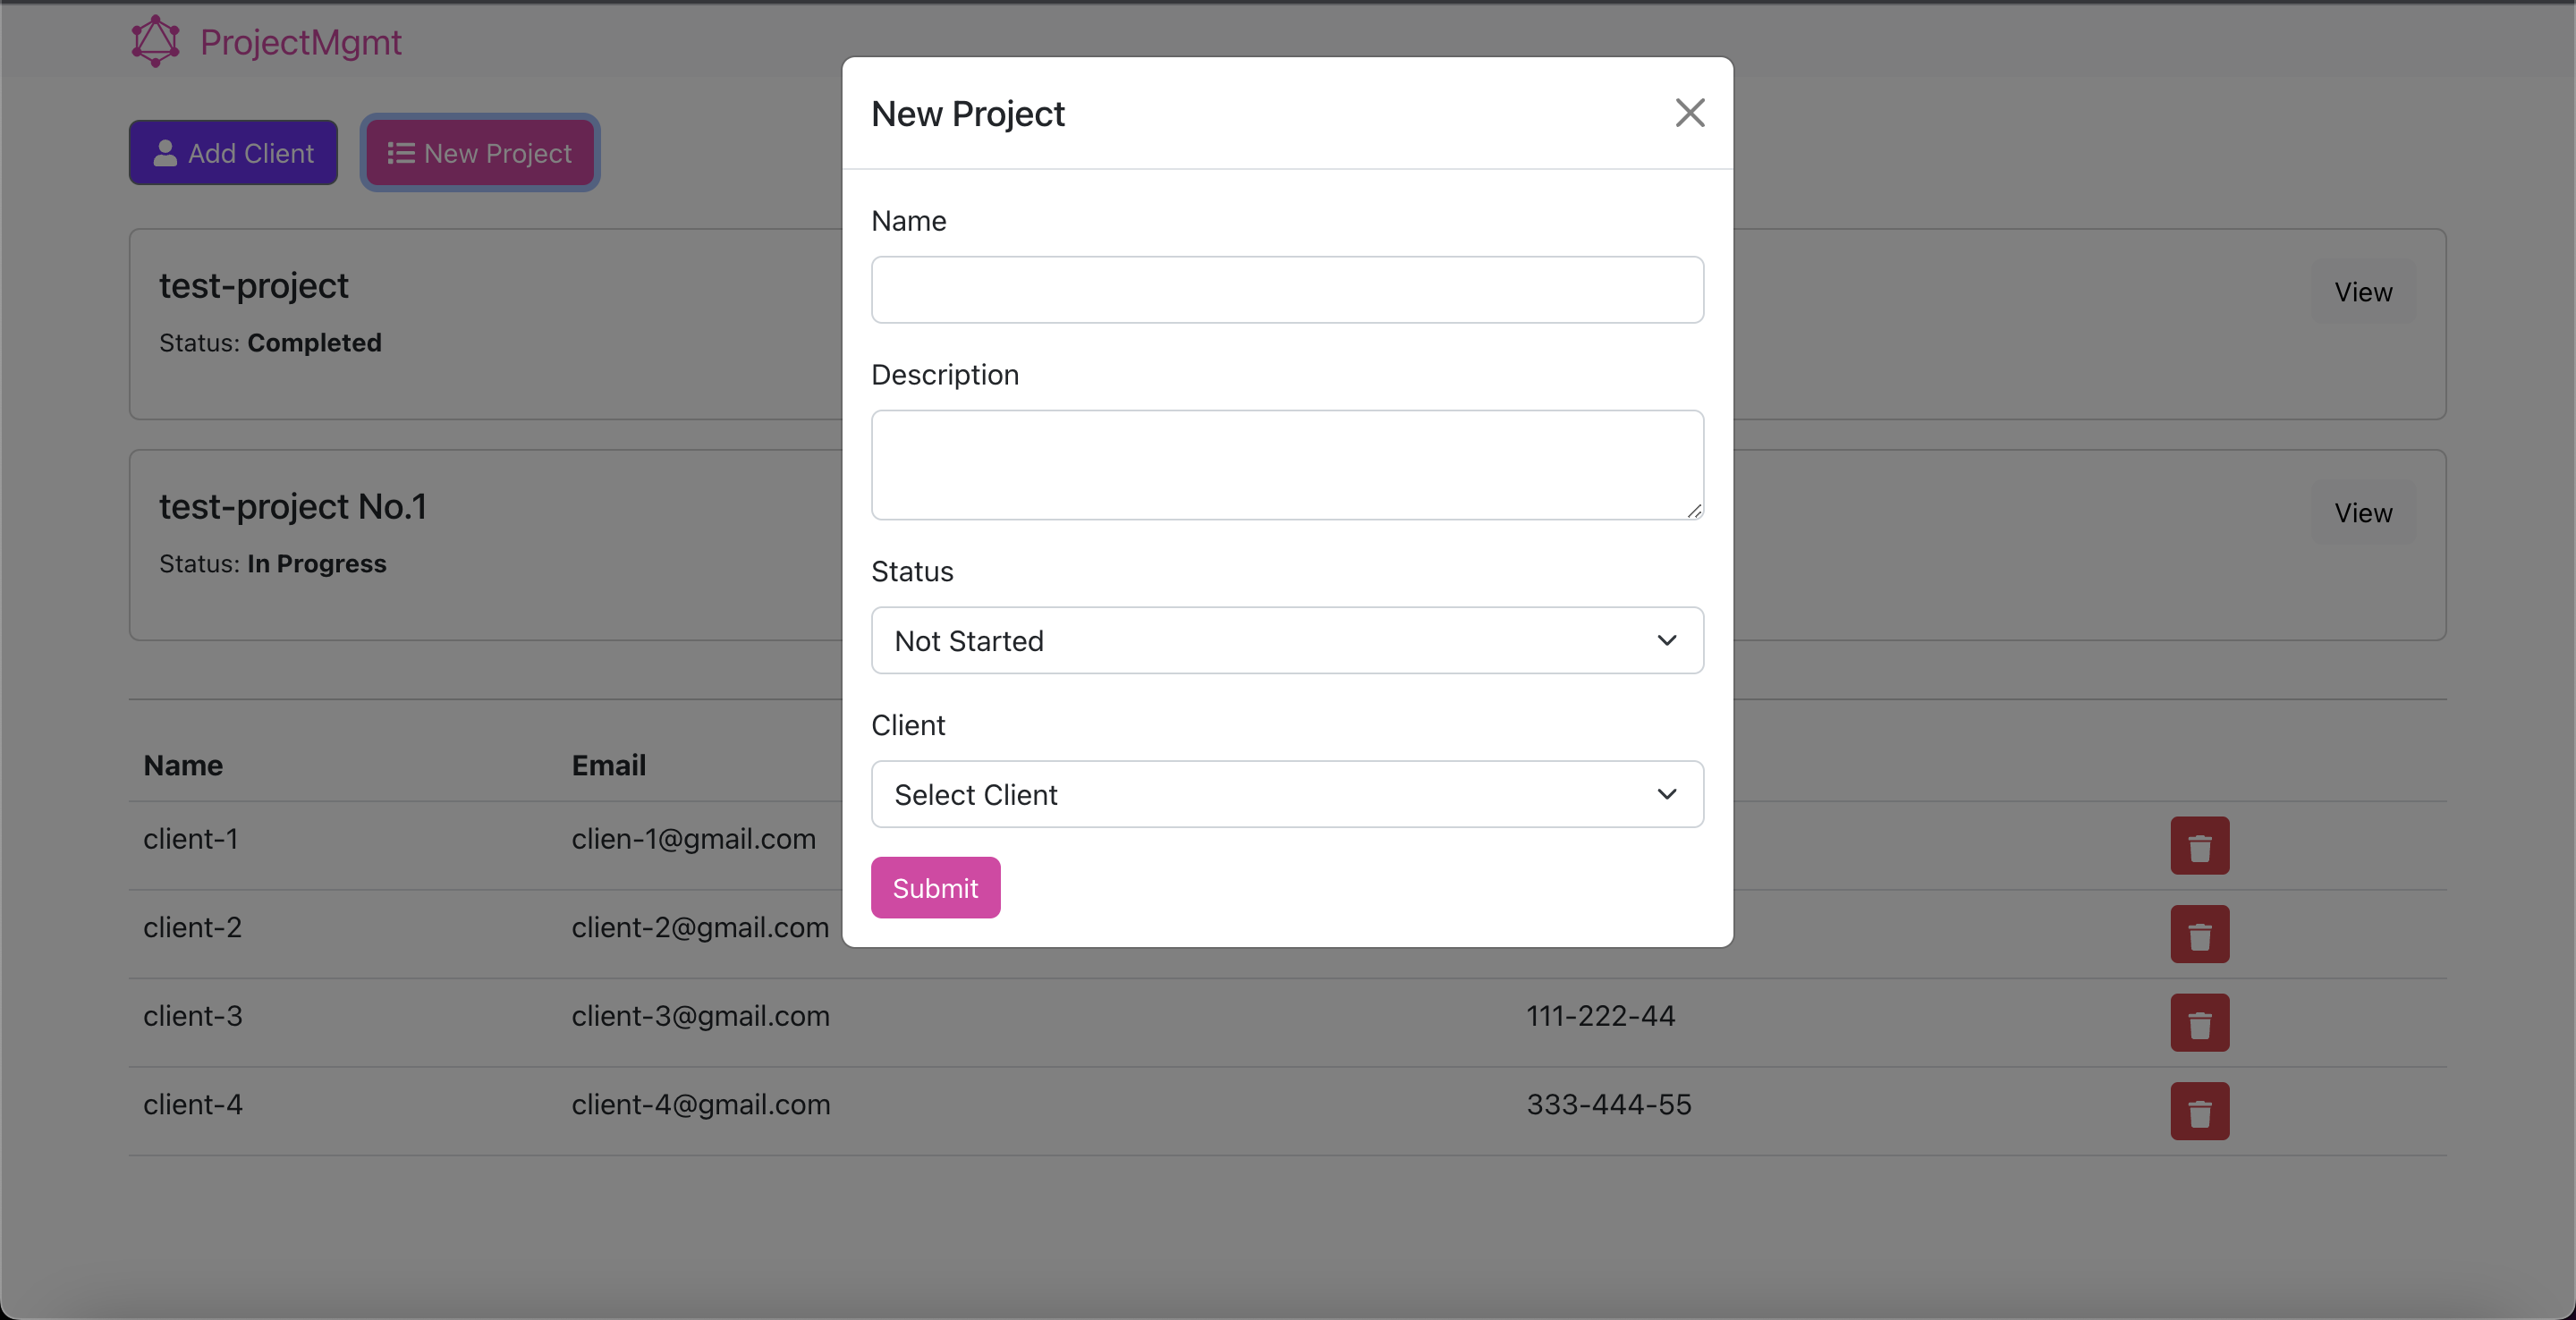 ProjectMgmt
Add Client
New Project
test-project
Status: Completed
View
test-project No.1
Status: In Progress
View
Name Email
client-1 clien-1@gmail.com
client-2 client-2@gmail.com
client-3 client-3@gmail.com 111-222-44
client-4 client-4@gmail.com 333-444-55
New Project
Name
Description
Status
Not Started
Client
Select Client
Submit